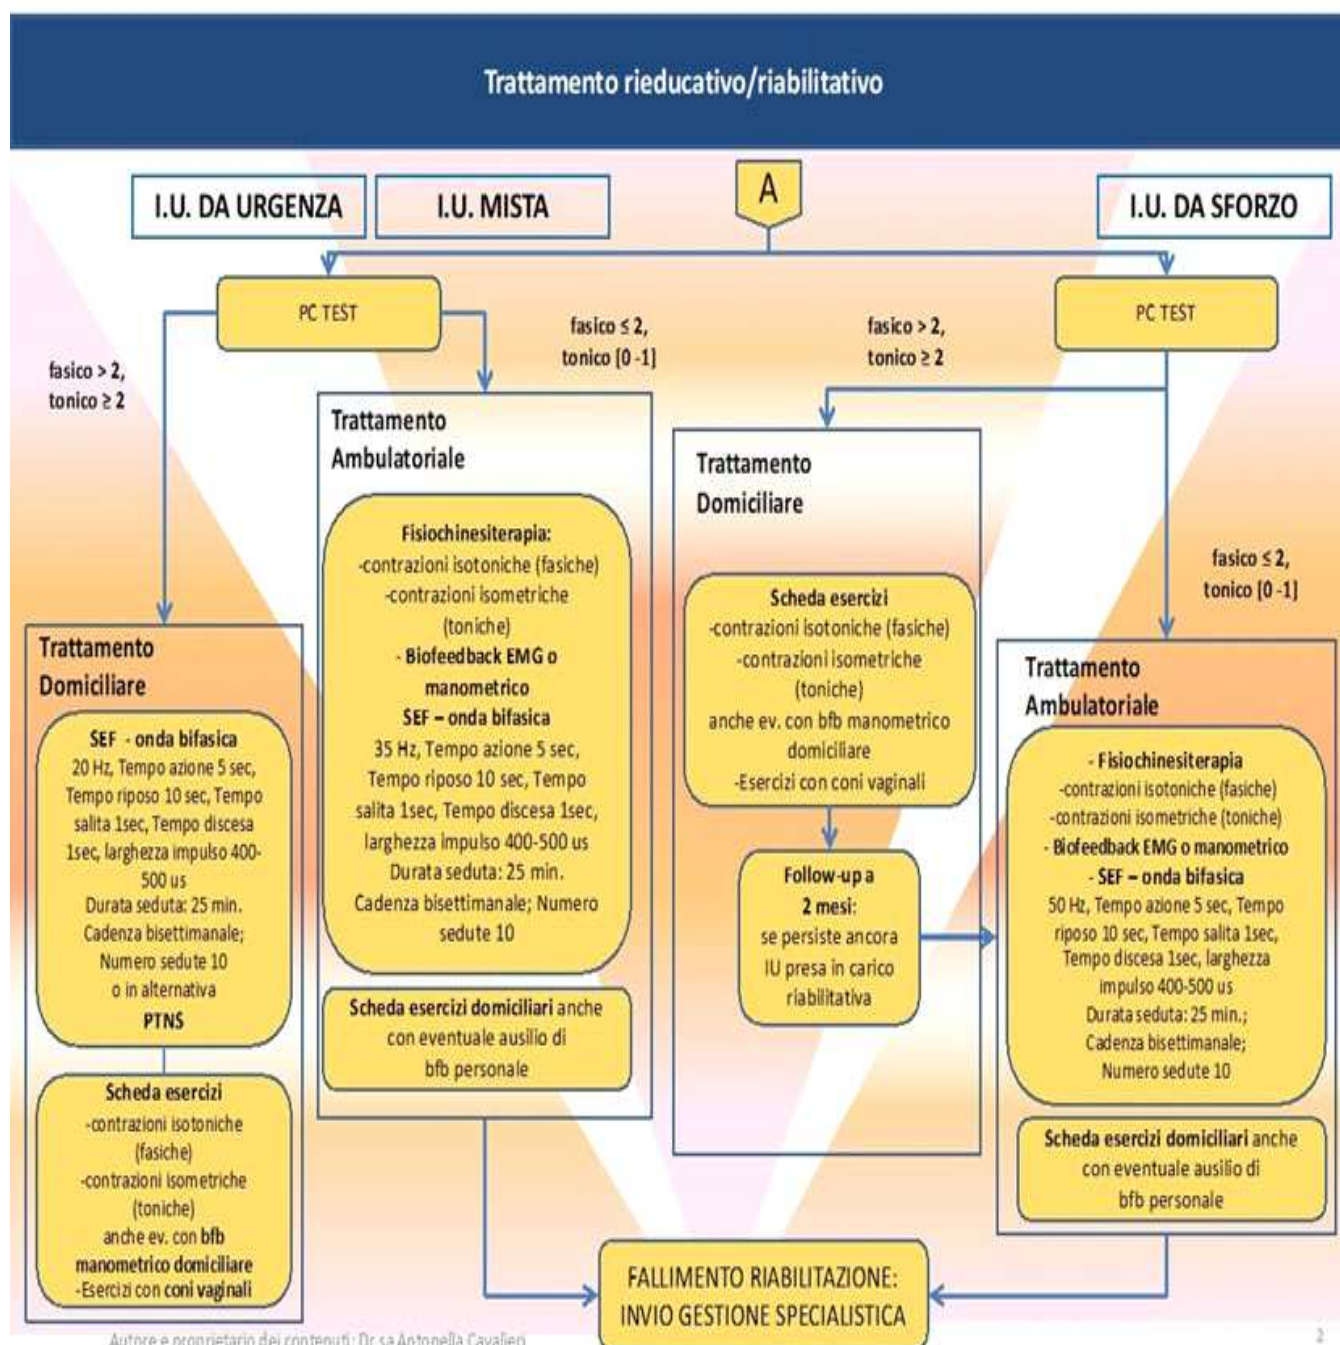 Trattamento rieducativo/riabilitativo
I.U. DA URGENZA
I.U. MISTA
A
I.U. DA SFORZO
PC TEST
PC TEST
fasico > 2,
tonico ≥ 2
fasico ≤ 2,
tonico [0 -1]
fasico > 2,
tonico ≥ 2
fasico ≤ 2,
tonico [0 -1]
Trattamento
Domiciliare
SEF - onda bifasica
20 Hz, Tempo azione 5 sec,
Tempo riposo 10 sec, Tempo
salita 1sec, Tempo discesa
1sec, larghezza impulso 400-
500 us
Durata seduta: 25 min.
Cadenza bisettimanale;
Numero sedute 10
o in alternativa
PTNS
Scheda esercizi
-contrazioni isotoniche
(fasiche)
-contrazioni isometriche
(toniche)
anche ev. con bfb
manometrico domiciliare
-Esercizi con coni vaginali
Trattamento
Ambulatoriale
Fisiochinesiterapia:
-contrazioni isotoniche (fasiche)
-contrazioni isometriche
(toniche)
- Biofeedback EMG o
manometrico
SEF – onda bifasica
35 Hz, Tempo azione 5 sec,
Tempo riposo 10 sec, Tempo
salita 1sec, Tempo discesa 1sec,
larghezza impulso 400-500 us
Durata seduta: 25 min.
Cadenza bisettimanale; Numero
sedute 10
Scheda esercizi domiciliari anche
con eventuale ausilio di
bfb personale
Trattamento
Domiciliare
Scheda esercizi
-contrazioni isotoniche (fasiche)
-contrazioni isometriche
(toniche)
anche ev. con bfb manometrico
domiciliare
-Esercizi con coni vaginali
Follow-up a
2 mesi:
se persiste ancora
IU presa in carico
riabilitativa
Trattamento
Ambulatoriale
- Fisiochinesiterapia
-contrazioni isotoniche (fasiche)
-contrazioni isometriche (toniche)
- Biofeedback EMG o manometrico
- SEF – onda bifasica
50 Hz, Tempo azione 5 sec, Tempo
riposo 10 sec, Tempo salita 1sec,
Tempo discesa 1sec, larghezza
impulso 400-500 us
Durata seduta: 25 min.;
Cadenza bisettimanale;
Numero sedute 10
Scheda esercizi domiciliari anche
con eventuale ausilio di
bfb personale
FALLIMENTO RIABILITAZIONE:
INVIO GESTIONE SPECIALISTICA
Autore e proprietario dei contenuti: Dr.sa Antonella Cavalieri
2